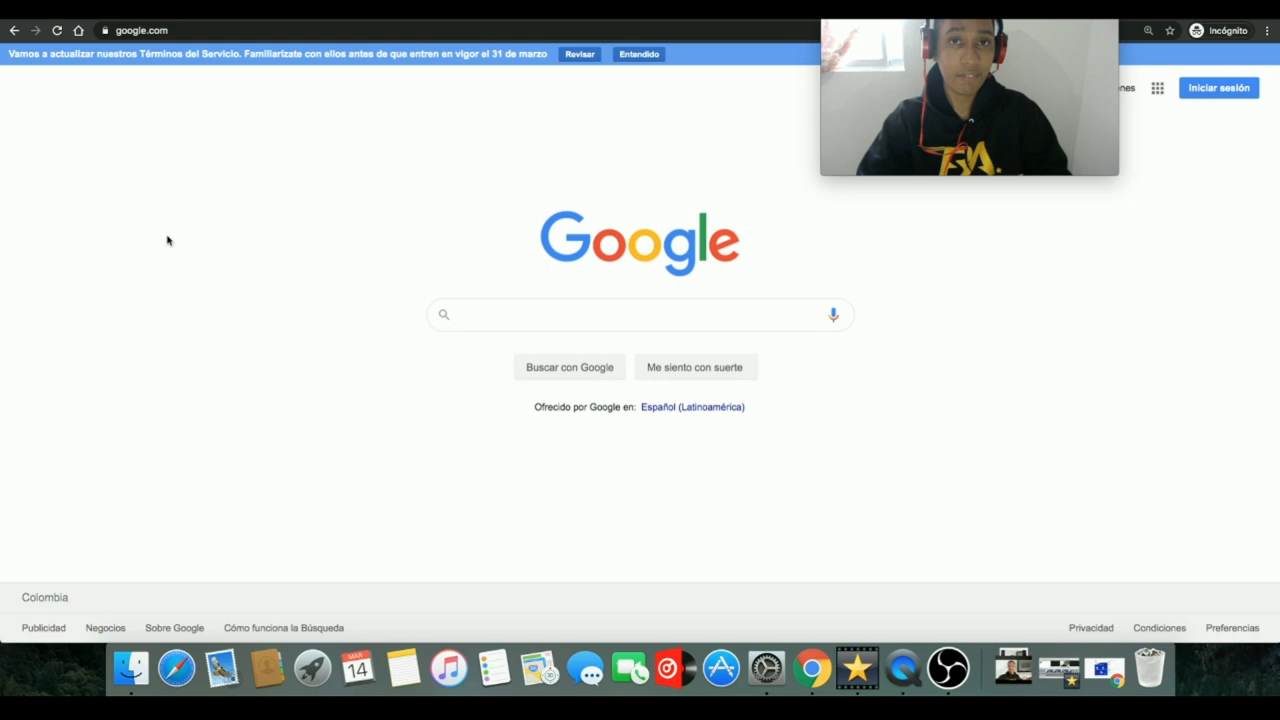 google.com
Incógnito
Vamos a actualizar nuestros Términos del Servicio. Familiarízate con ellos antes de que entren en vigor el 31 de marzo
Revisar
Entendido
nes
Iniciar sesión
Google
Buscar con Google
Me siento con suerte
Ofrecido por Google en: Español (Latinoamérica)
Colombia
Publicidad
Negocios
Sobre Google
Cómo funciona la Búsqueda
Privacidad
Condiciones
Preferencias
MAR
14